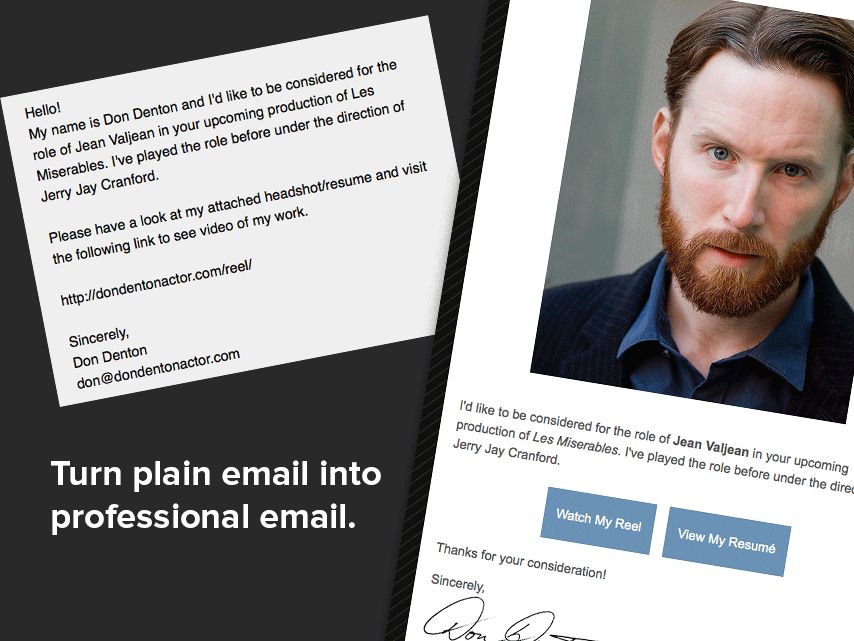 Hello!
My name is Don Denton and I'd like to be considered for the
role of Jean Valjean in your upcoming production of Les
Miserables. I've played the role before under the direction of
Jerry Jay Cranford.
Please have a look at my attached headshot/resume and visit
the following link to see video of my work.
http://dondentonactor.com/reel/
Sincerely,
Don Denton
don@dondentonactor.com
Turn plain email into
professional email.
I'd like to be considered for the role of Jean Valjean in your upcoming
production of Les Miserables. I've played the role before under the
Jerry Jay Cranford.
Watch My Reel
View My Resumé
Thanks for your consideration!
Sincerely,
Don D